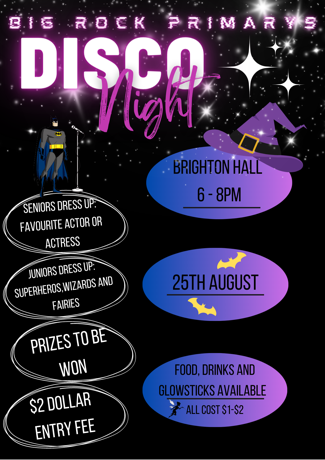 BIG ROCK PRIMARYS
DISCO
Night
BRIGHTON HALL
6 - 8PM
SENIORS DRESS UP:
FAVOURITE ACTOR OR
ACTRESS
25TH AUGUST
JUNIORS DRESS UP:
SUPERHEROS,WIZARDS AND
FAIRIES
PRIZES TO BE
WON
FOOD, DRINKS AND
GLOWSTICKS AVAILABLE
- ALL COST $1-$2
$2 DOLLAR
ENTRY FEE